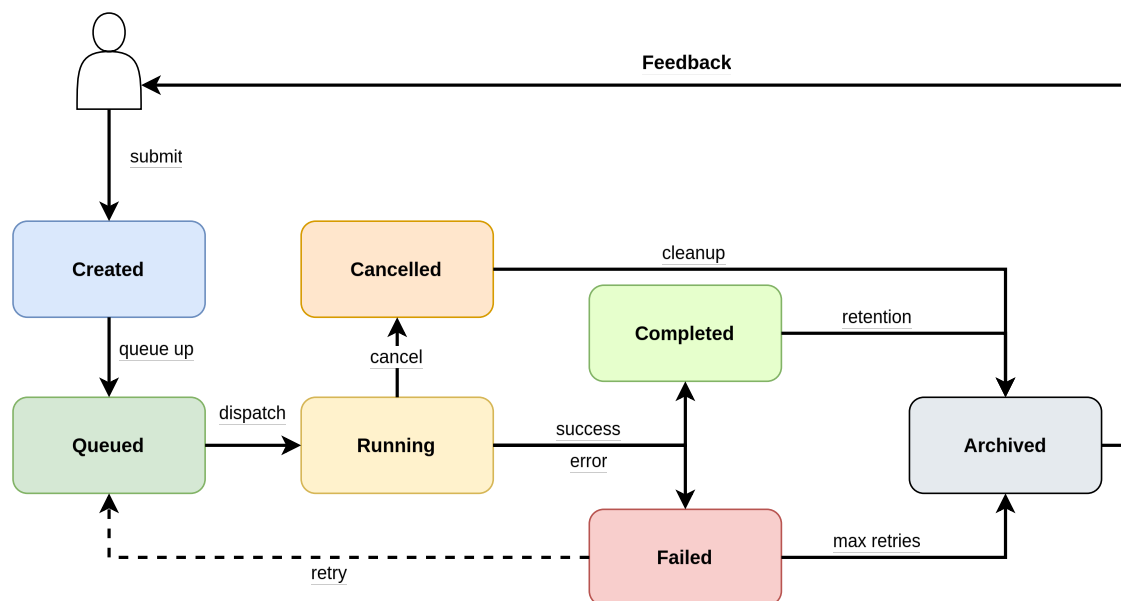 Feedback
submit
Created
Cancelled
cleanup
Completed
retention
queue up
cancel
Queued
dispatch
Running
success
error
Archived
Failed
max retries
retry